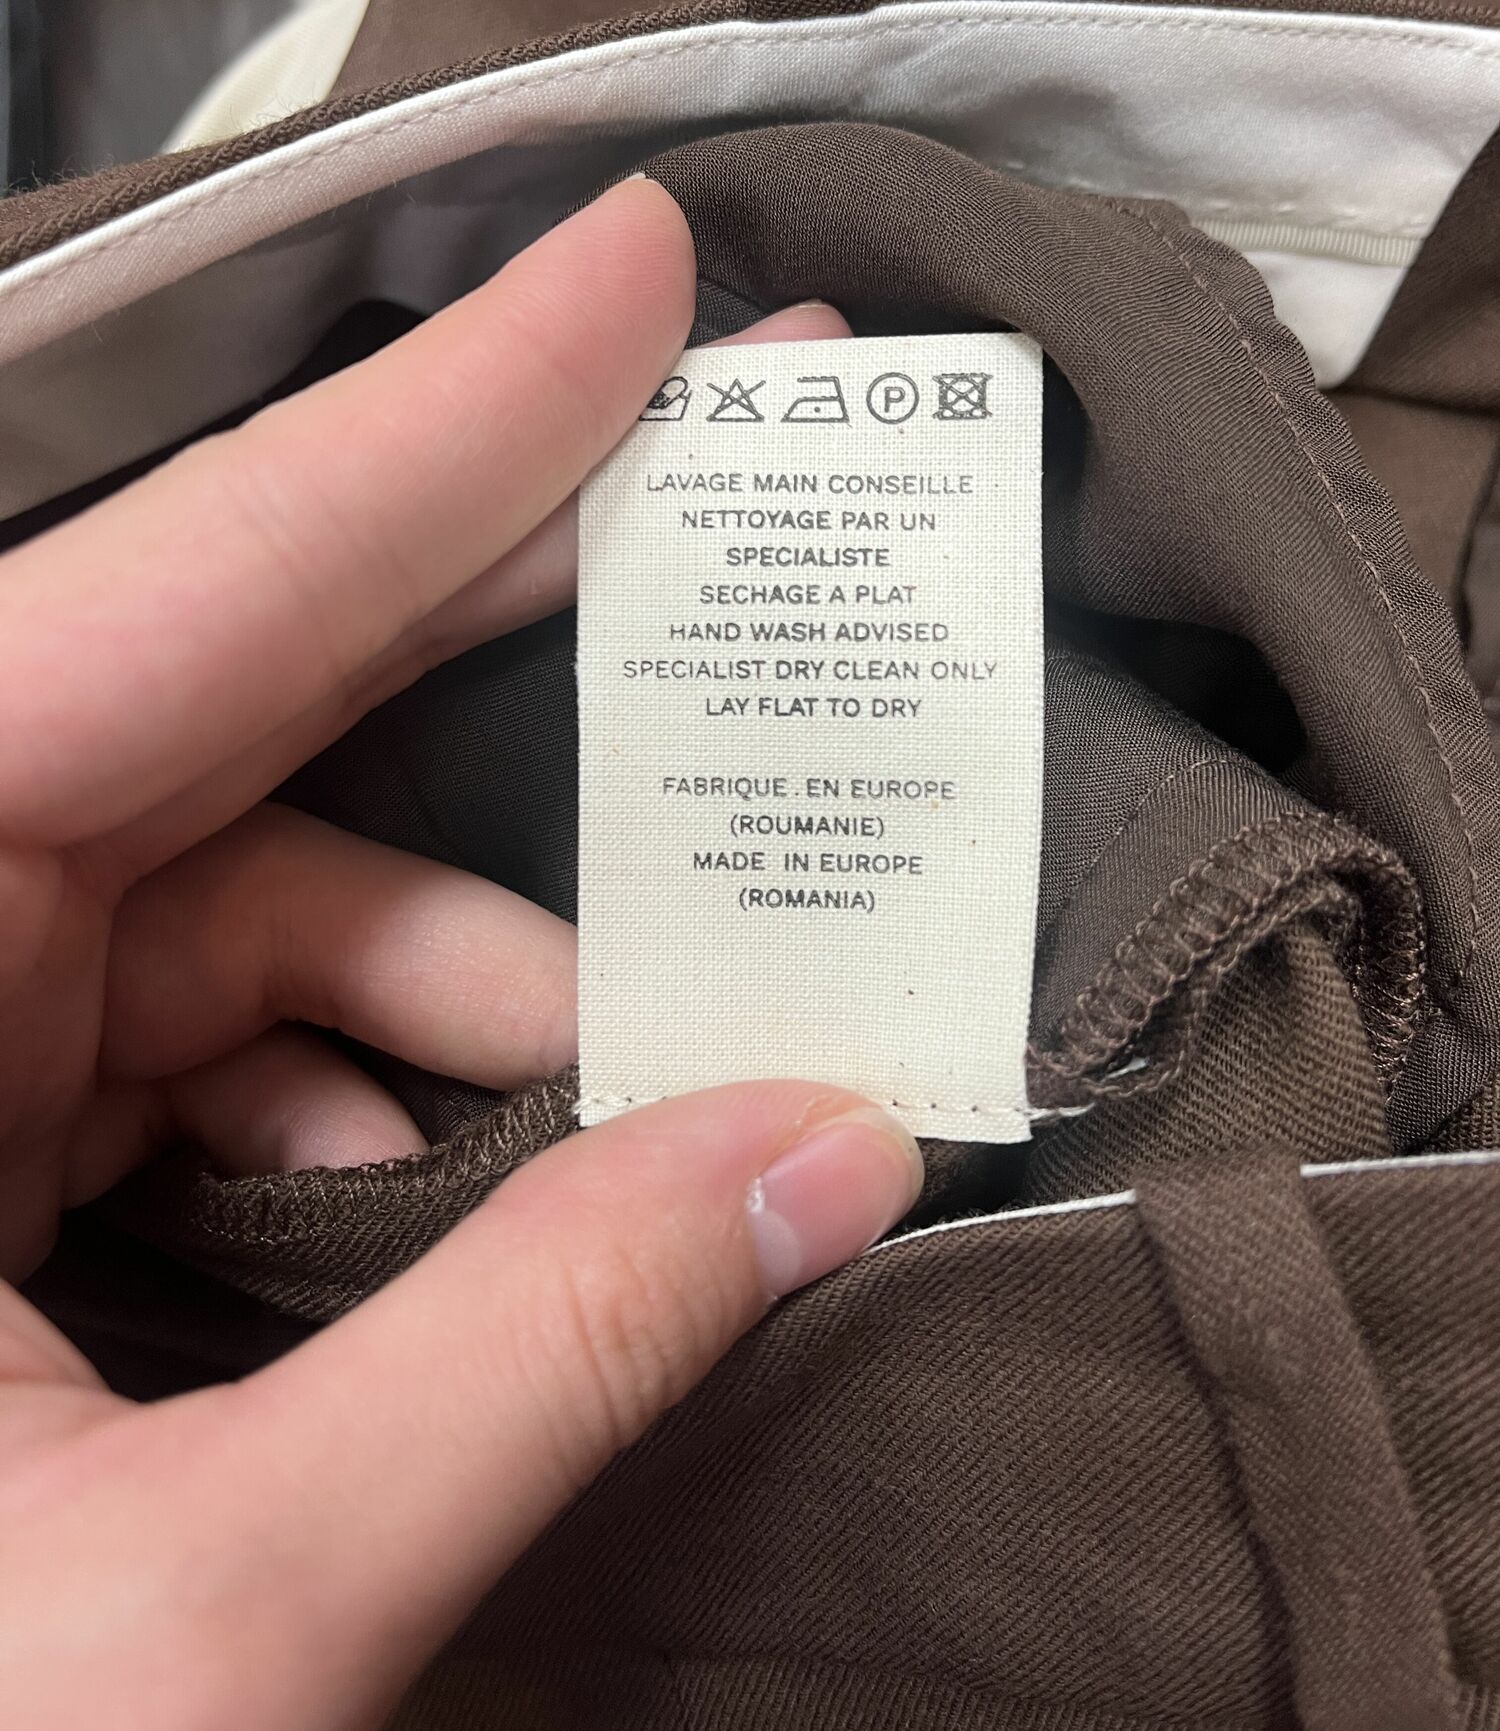 P
LAVAGE MAIN CONSEILLE
NETTOYAGE PAR UN
SPECIALISTE
SECHAGE A PLAT
HAND WASH ADVISED
SPECIALIST DRY CLEAN ONLY
LAY FLAT TO DRY
FABRIQUE . EN EUROPE
(ROUMANIE)
MADE IN EUROPE
(ROMANIA)